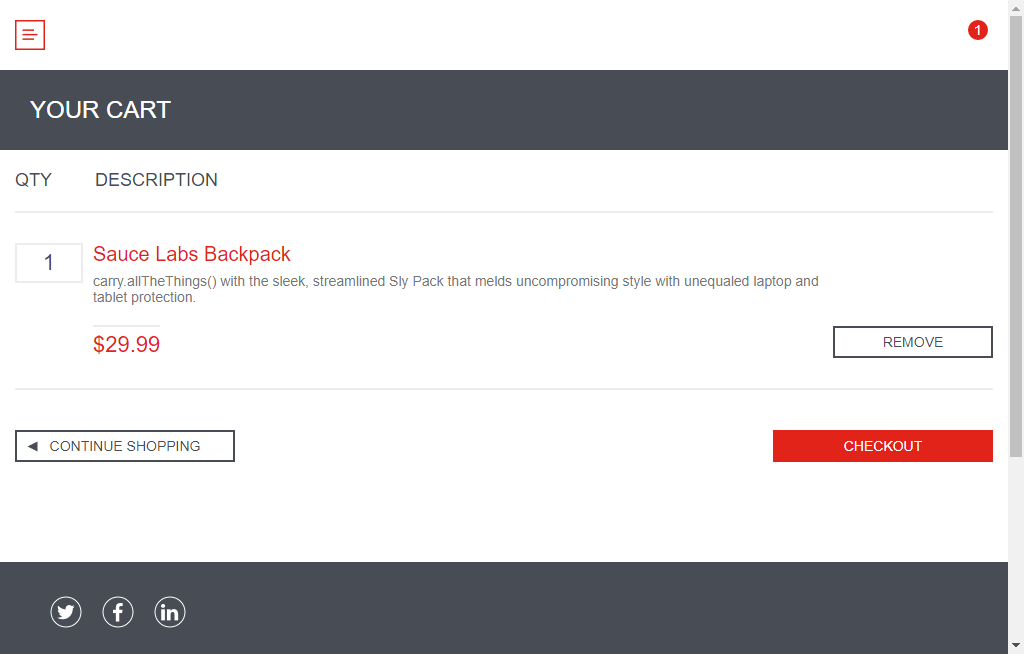 1
YOUR CART
QTY DESCRIPTION
1
Sauce Labs Backpack
carry.allTheThings() with the sleek, streamlined Sly Pack that melds uncompromising style with unequaled laptop and
tablet protection.
$29.99
REMOVE
CONTINUE SHOPPING
CHECKOUT